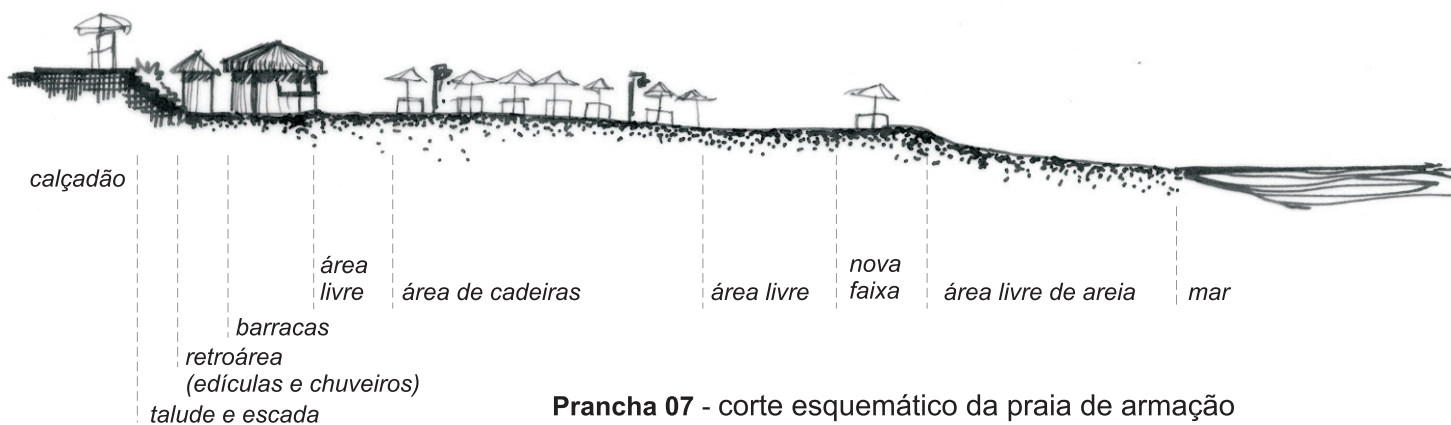 calçadão
área
livre
área de cadeiras
área livre
nova
faixa
área livre de areia
mar
barracas
retroárea
(edículas e chuveiros)
talude e escada
Prancha 07 - corte esquemático da praia de armação